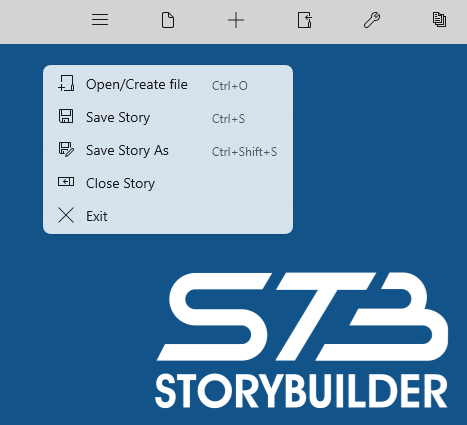 Open/Create file Ctrl+O
Save Story Ctrl+S
Save Story As Ctrl+Shift+S
Close Story
Exit
STB
STORYBUILDER